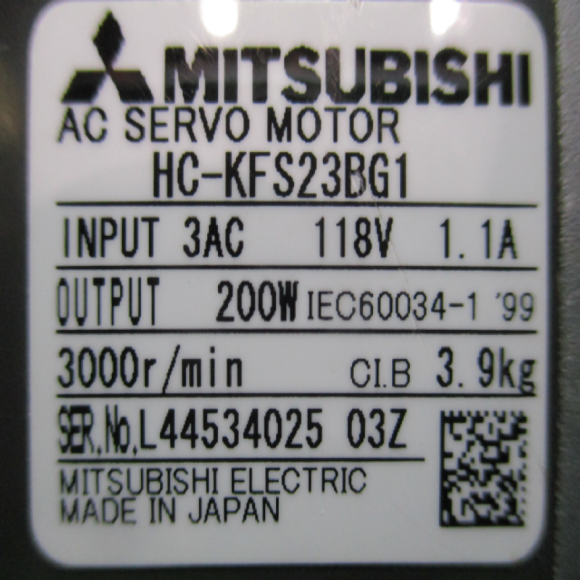 MITSUBISHI
AC SERVO MOTOR
HC-KFS23BG1
INPUT 3AC 118V 1.1A
OUTPUT 200W IEC60034-1 '99
3000r/min CI.B 3.9kg
SER.No.L44534025 03Z
MITSUBISHI ELECTRIC
MADE IN JAPAN